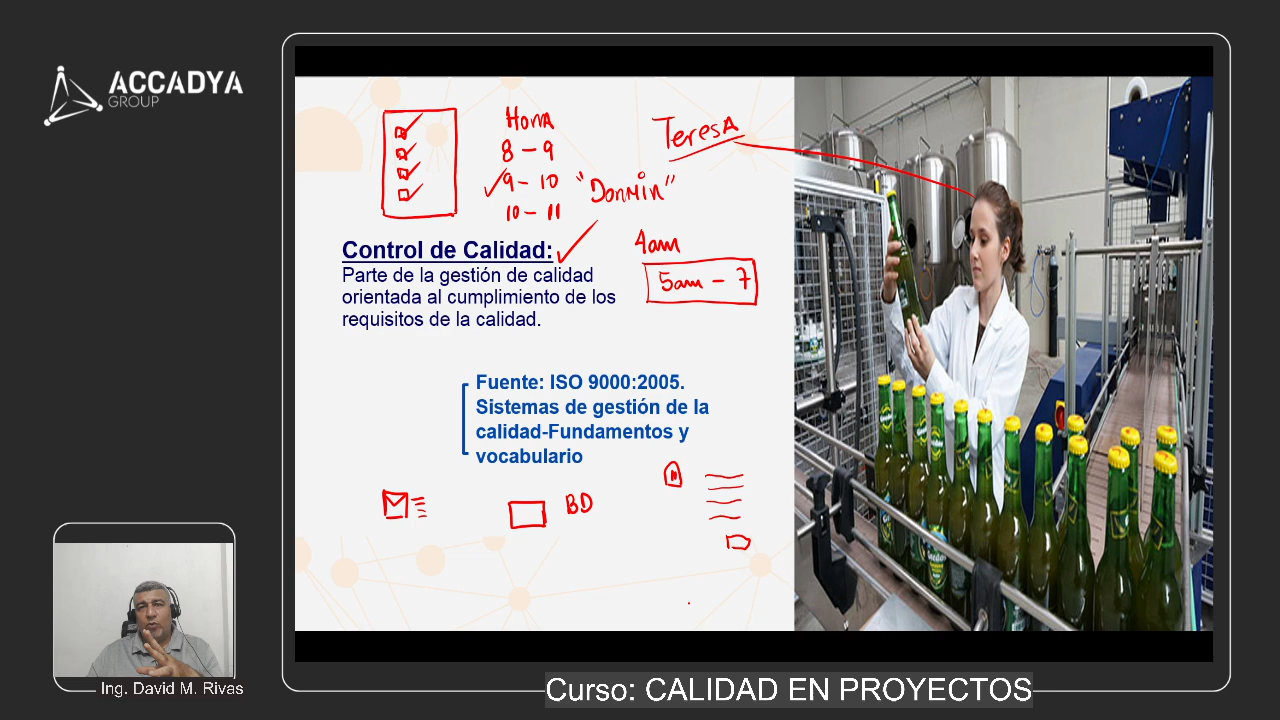 ACCADYA
GROUP
HORA
8 – 9
9 – 10
10 – 11
TeresA
"DORMIR"
4am
5am – 7
Control de Calidad:
Parte de la gestión de calidad
orientada al cumplimiento de los
requisitos de la calidad.
Fuente: ISO 9000:2005.
Sistemas de gestión de la
calidad-Fundamentos y
vocabulario
BD
Ing. David M. Rivas
Curso: CALIDAD EN PROYECTOS